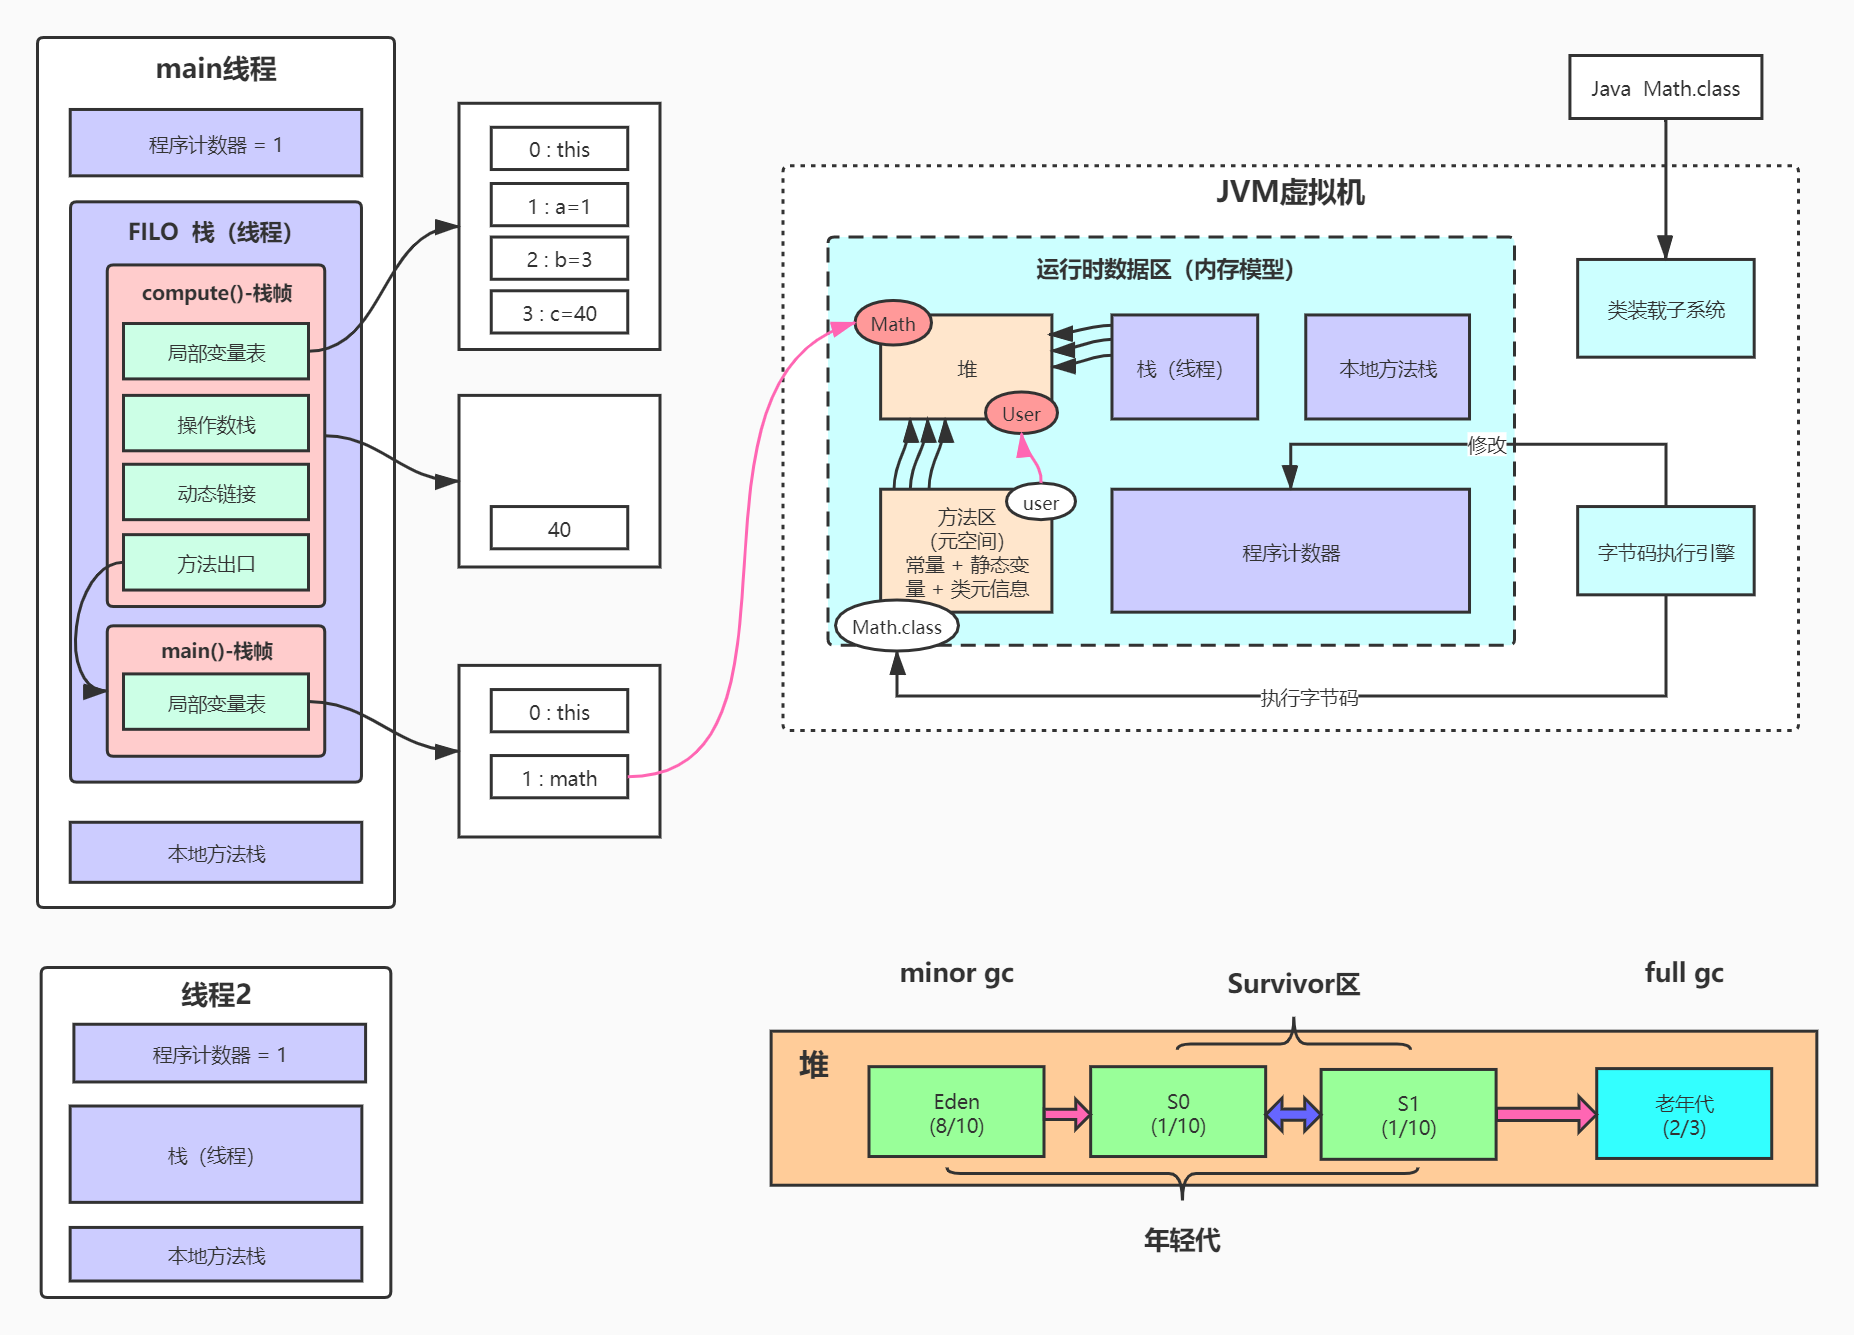 main线程
程序计数器 = 1
FILO 栈（线程）
compute()-栈帧
局部变量表
操作数栈
动态链接
方法出口
main()-栈帧
局部变量表
本地方法栈
0 : this
1 : a=1
2 : b=3
3 : c=40
40
0 : this
1 : math
Java Math.class
JVM虚拟机
运行时数据区（内存模型）
Math
堆
User
栈（线程）
本地方法栈
类装载子系统
修改
user
方法区
(元空间)
常量 + 静态变
量 + 类元信息
Math.class
程序计数器
字节码执行引擎
执行字节码
线程2
程序计数器 = 1
栈（线程）
本地方法栈
minor gc
Survivor区
full gc
堆
Eden
(8/10)
S0
(1/10)
S1
(1/10)
老年代
(2/3)
年轻代